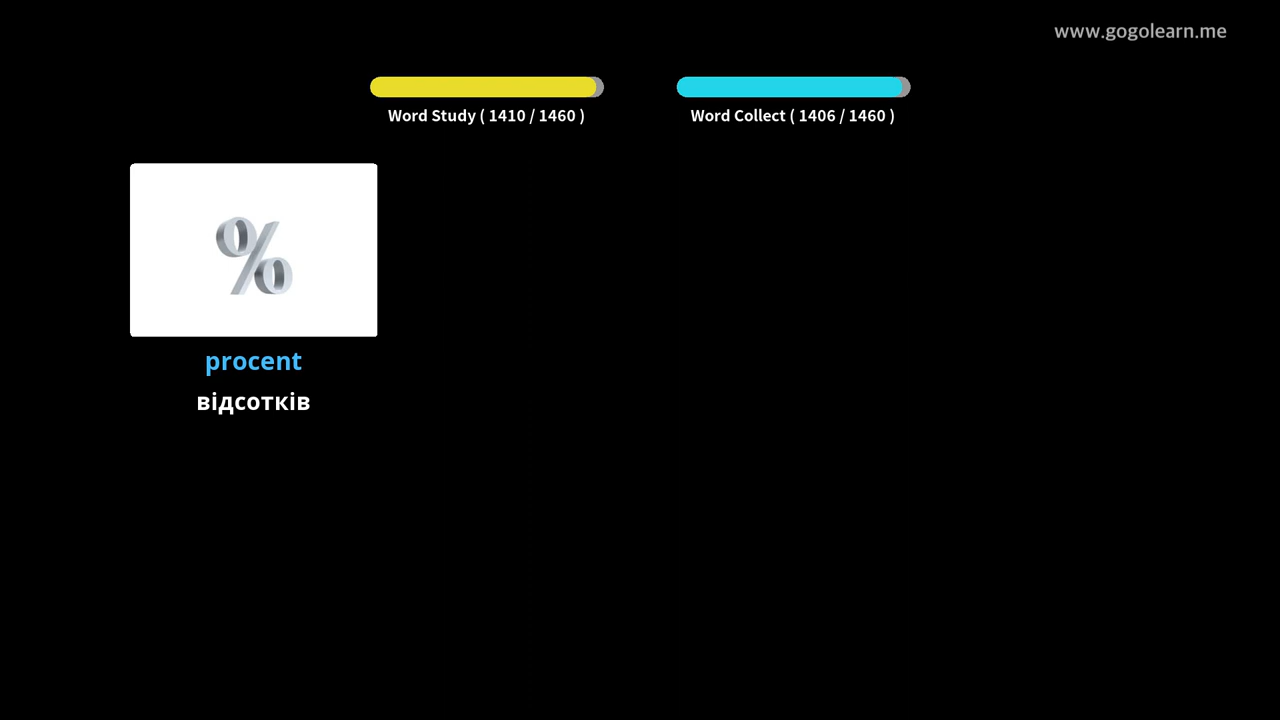 www.gogolearn.me
Word Study ( 1410 / 1460 )
Word Collect ( 1406 / 1460 )
%
procent
відсотків